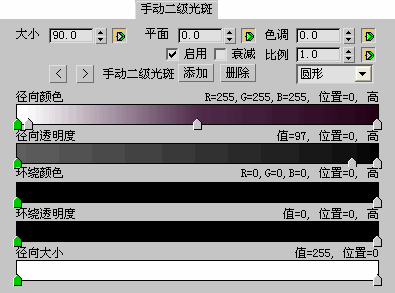 手动二级光斑
大小 90.0 平面 0.0 色调 0.0
启用 衰减 比例 1.0
< > 手动二级光斑 添加 删除 圆形
径向颜色 R=255, G=255, B=255, 位置=0, 高
径向透明度 值=97, 位置=0, 高
环绕颜色 R=0, G=0, B=0, 位置=0, 高
环绕透明度 值=0, 位置=0, 高
径向大小 值=255, 位置=0